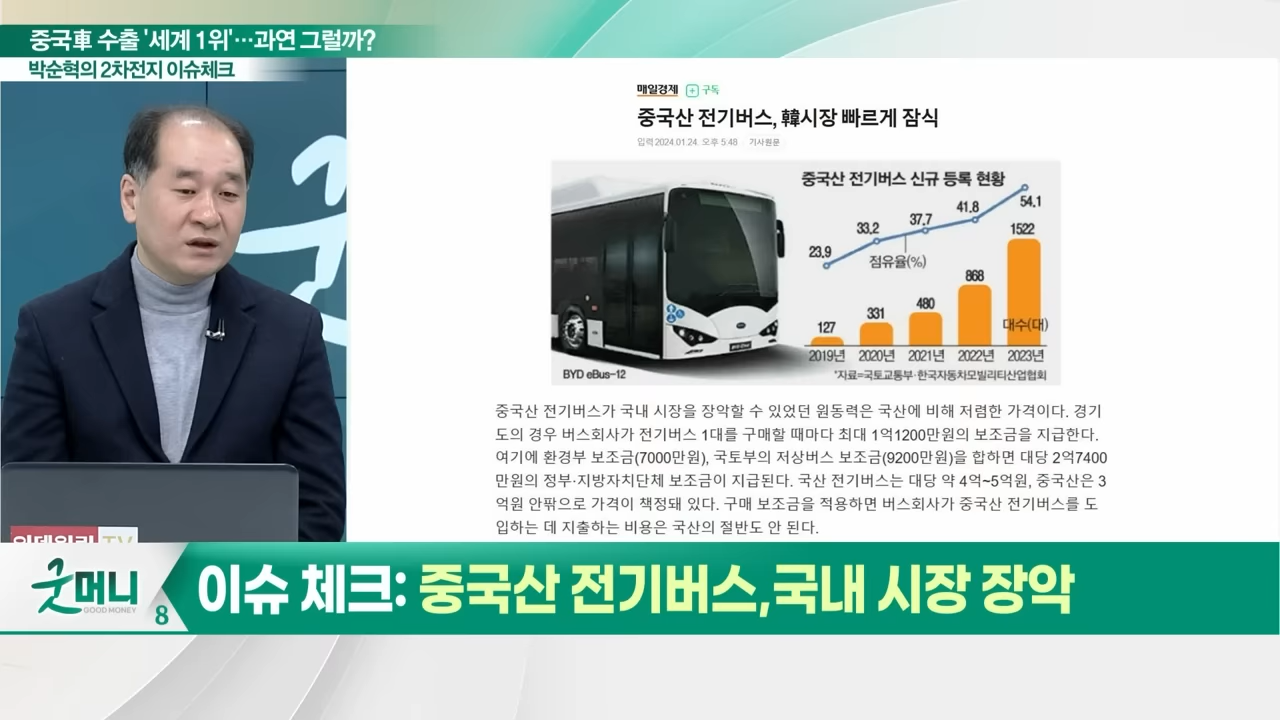 중국車 수출 '세계 1위'…과연 그럴까?
박순혁의 2차전지 이슈체크
매일경제 + 구독
중국산 전기버스, 韓시장 빠르게 잠식
입력 2024.01.24. 오후 5:48 기사원문
중국산 전기버스 신규 등록 현황
23.9 33.2 37.7 41.8 54.1
점유율(%)
127 331 480 868 1522
대수(대)
2019년 2020년 2021년 2022년 2023년
BYD eBus-12
*자료=국토교통부·한국자동차모빌리티산업협회
중국산 전기버스가 국내 시장을 장악할 수 있었던 원동력은 국산에 비해 저렴한 가격이다. 경기
도의 경우 버스회사가 전기버스 1대를 구매할 때마다 최대 1억1200만원의 보조금을 지급한다.
여기에 환경부 보조금(7000만원), 국토부의 저상버스 보조금(9200만원)을 합하면 대당 2억7400
만원의 정부·지방자치단체 보조금이 지급된다. 국산 전기버스는 대당 약 4억~5억원, 중국산은 3
억원 안팎으로 가격이 책정돼 있다. 구매 보조금을 적용하면 버스회사가 중국산 전기버스를 도
입하는 데 지출하는 비용은 국산의 절반도 안 된다.
굿머니
GOOD MONEY
8
이슈 체크: 중국산 전기버스,국내 시장 장악